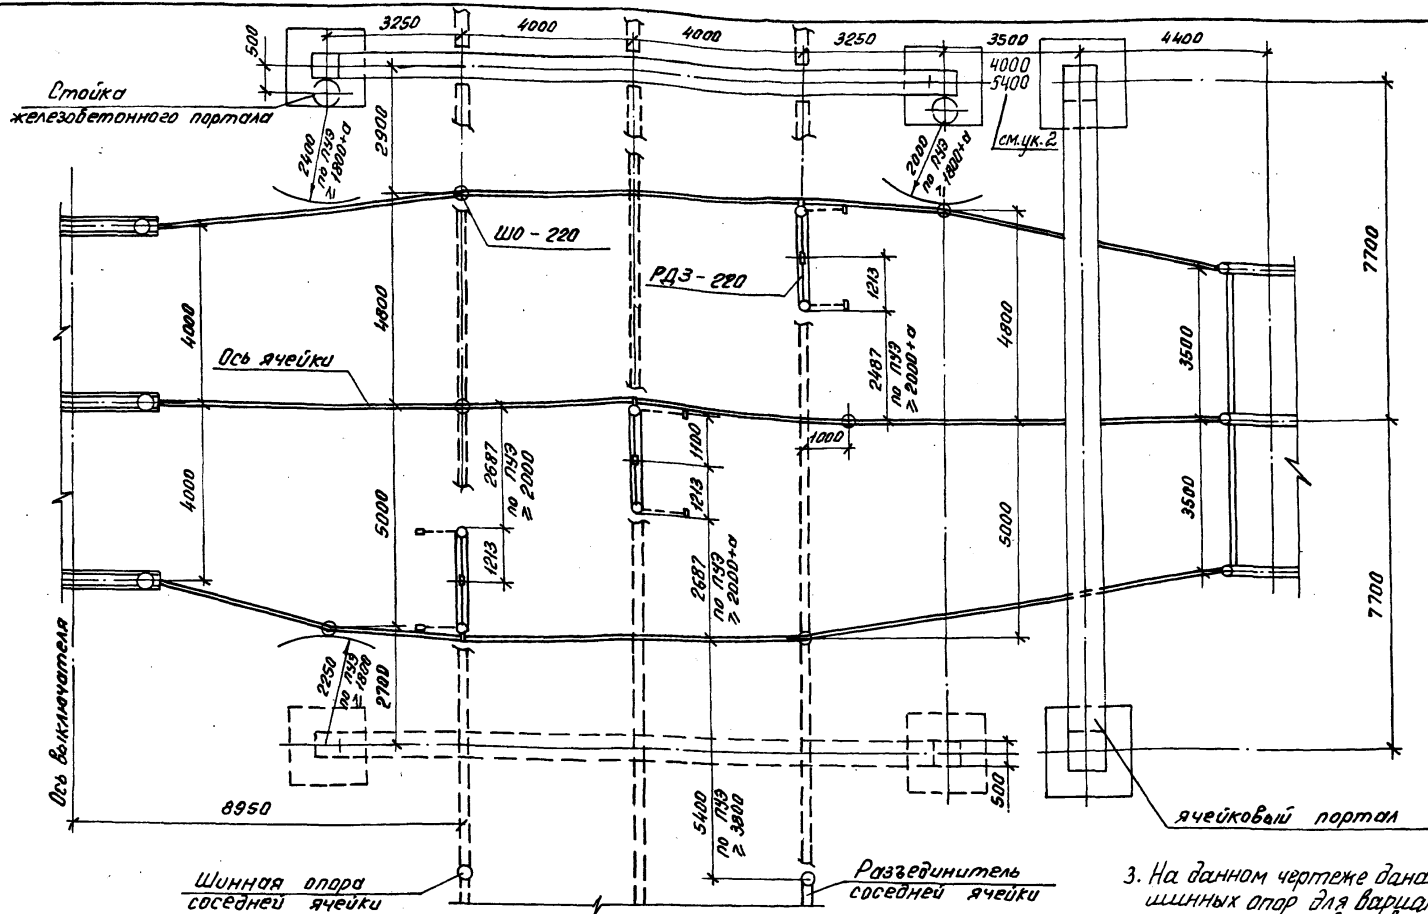 3250
4000
4000
3250
3500
4400
500
4000
5400
см.ук.2
Стойка
железобетонного портала
2900
2400
по ПУЭ
≥ 1800+а
2000
по ПУЭ
≥ 1800+а
7700
ШО-220
РДЗ-220
1213
4000
4800
4800
3500
2487
по ПУЭ
≥ 2000+а
Ось ячейки
1000
2687
по ПУЭ
≥ 2000
1100
1213
4000
5000
5000
3500
1213
2687
по ПУЭ
≥ 2000+а
7700
2250
по ПУЭ
≥ 1800
2700
Ось выключателя
500
8950
5400
по ПУЭ
≥ 3800
ячейковый портал
Шинная опора
соседней ячейки
Разъединитель
соседней ячейки
3. На данном чертеже дана
шинных опор для вариа